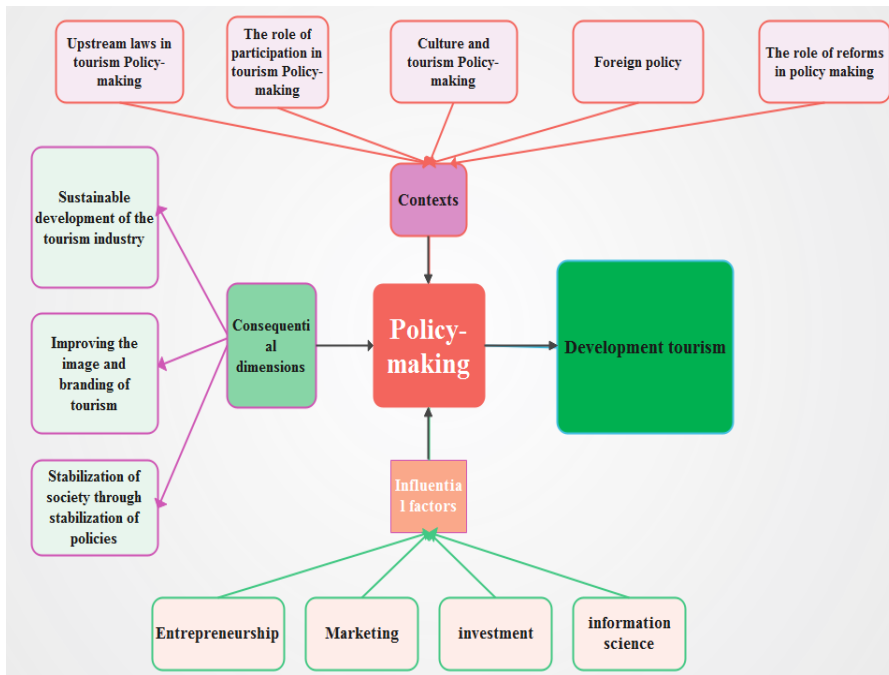 Upstream laws in
tourism Policy-
making
The role of
participation in
tourism Policy-
making
Culture and
tourism Policy-
making
Foreign policy
The role of reforms
in policy making
Contexts
Sustainable
development of the
tourism industry
Improving the
image and
branding of
tourism
Stabilization of
society through
stabilization of
policies
Consequenti
al
dimensions
Policy-
making
Development tourism
Influentia
l factors
Entrepreneurship
Marketing
investment
information
science